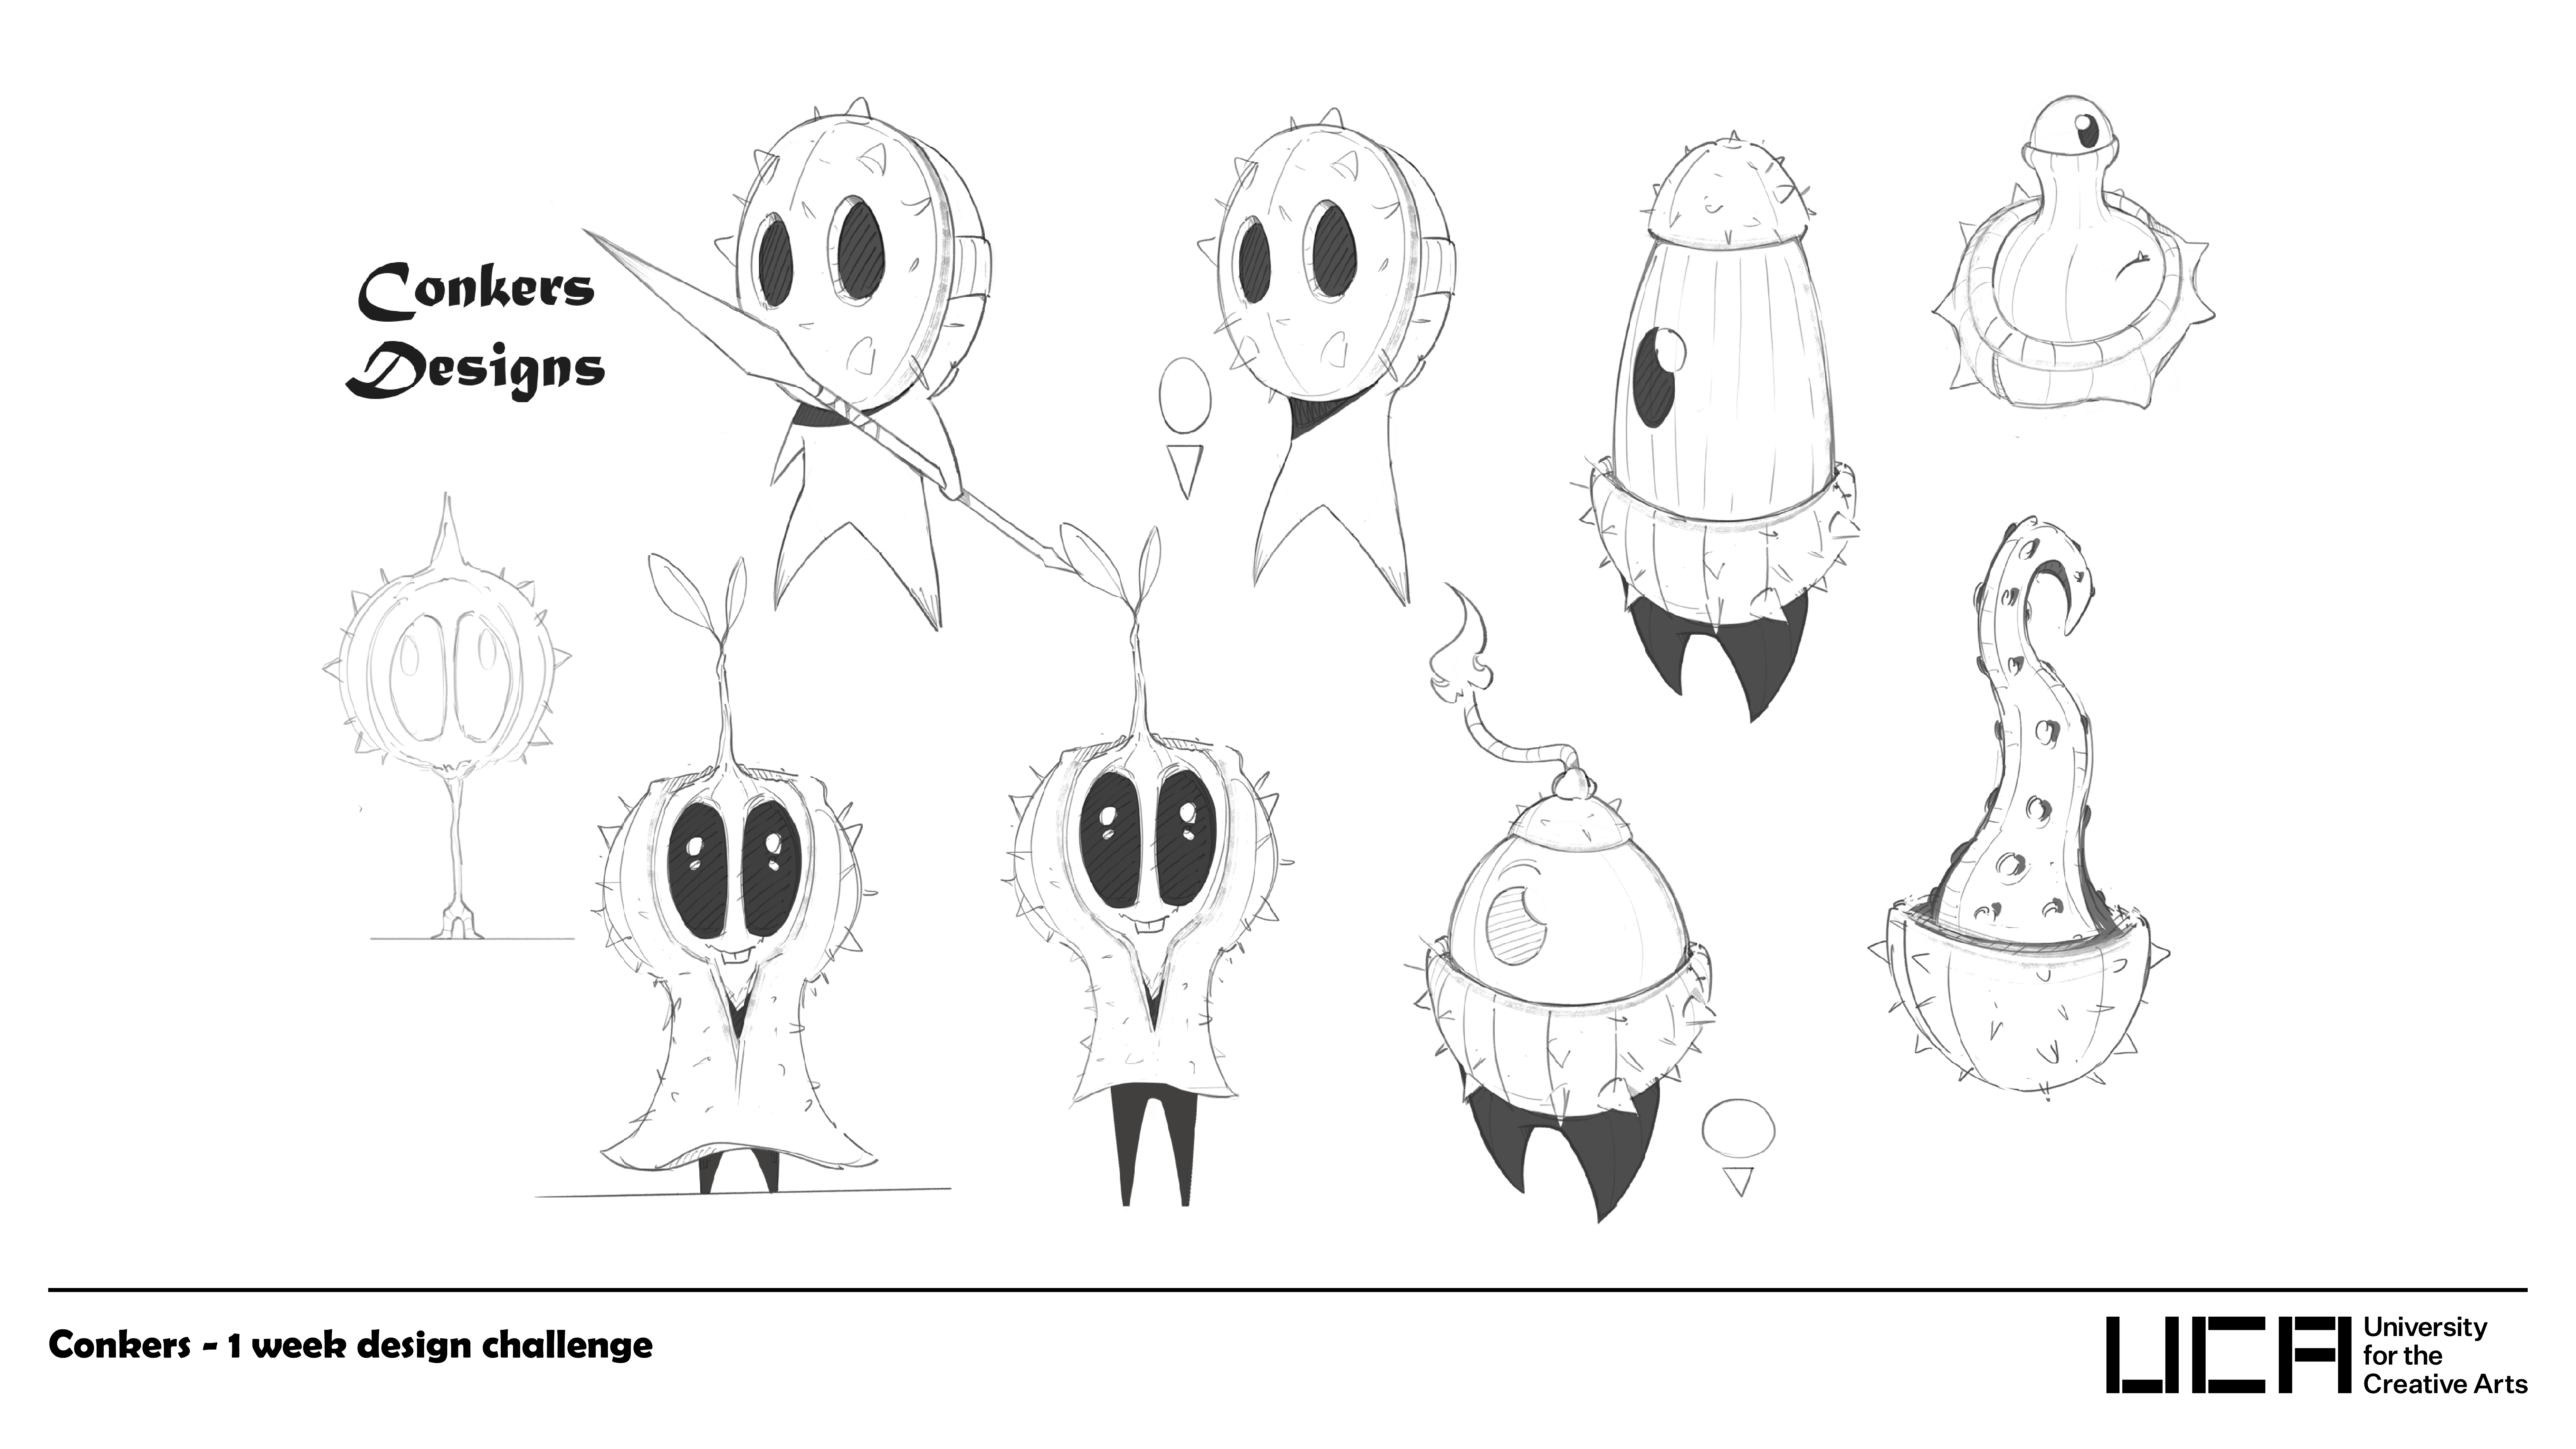 Conkers
Designs
Conkers - 1 week design challenge
UCA
University
for the
Creative Arts